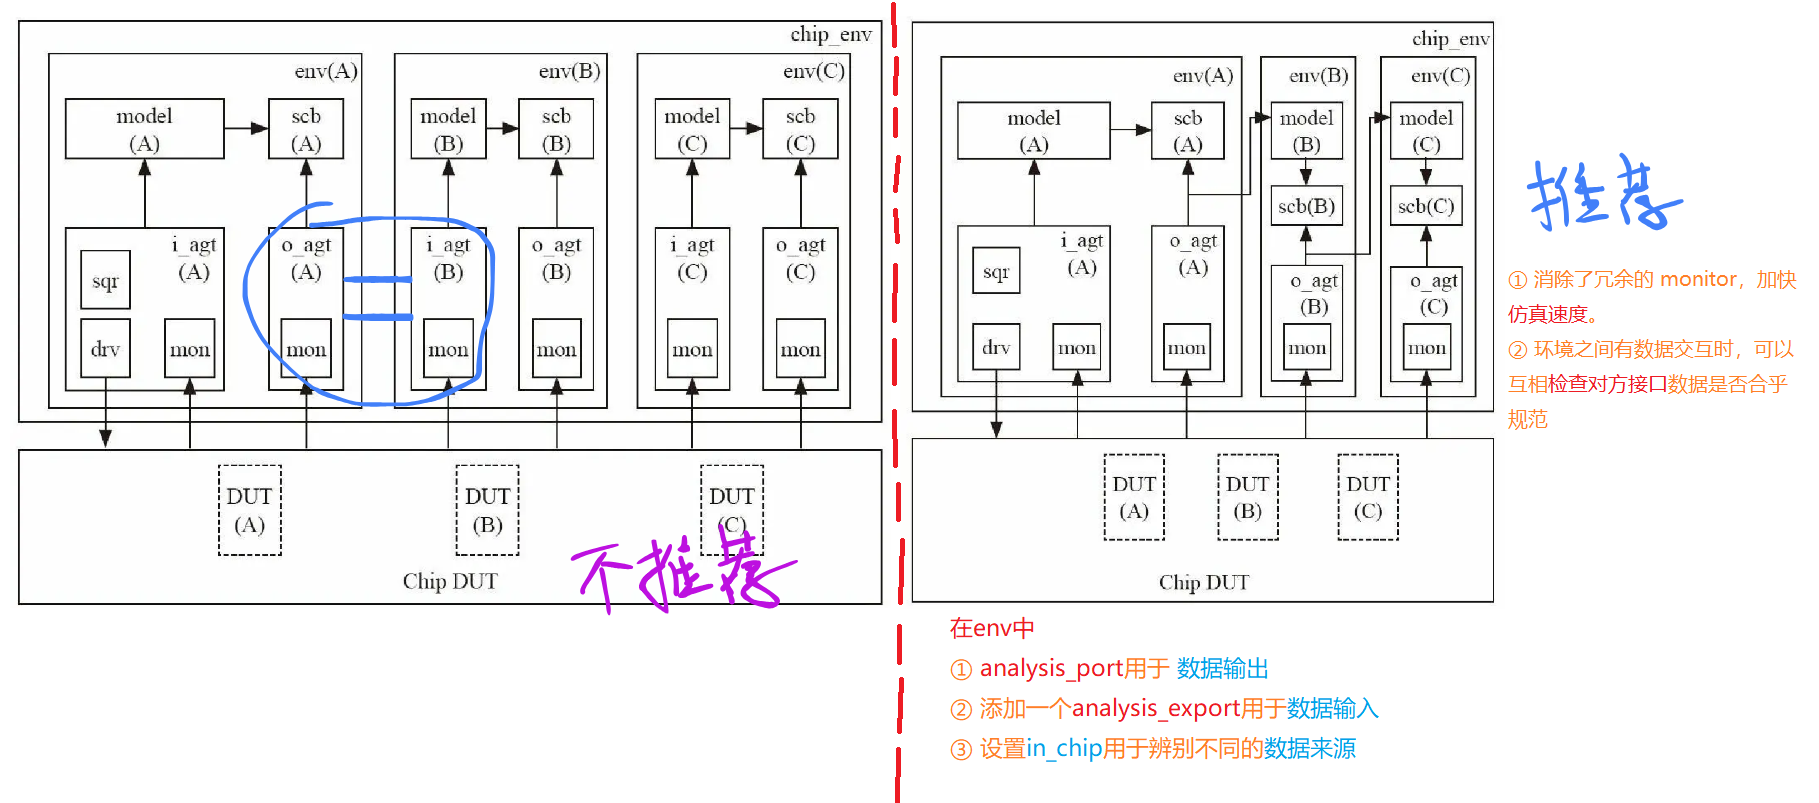 chip_env
env(A)
env(B)
env(C)
model
(A)
scb
(A)
model
(B)
scb
(B)
model
(C)
scb
(C)
i_agt
(A)
sqr
drv
mon
o_agt
(A)
mon
i_agt
(B)
mon
o_agt
(B)
mon
i_agt
(C)
mon
o_agt
(C)
mon
DUT
(A)
DUT
(B)
DUT
(C)
Chip DUT
不推荐
chip_env
env(A)
env(B)
env(C)
model
(A)
scb
(A)
model
(B)
scb(B)
model
(C)
scb(C)
i_agt
(A)
sqr
drv
mon
o_agt
(A)
mon
o_agt
(B)
mon
o_agt
(C)
mon
DUT
(A)
DUT
(B)
DUT
(C)
Chip DUT
推荐
① 消除了冗余的 monitor，加快
仿真速度。
② 环境之间有数据交互时，可以
互相检查对方接口数据是否合乎
规范
在env中
① analysis_port用于 数据输出
② 添加一个analysis_export用于数据输入
③ 设置in_chip用于辨别不同的数据来源